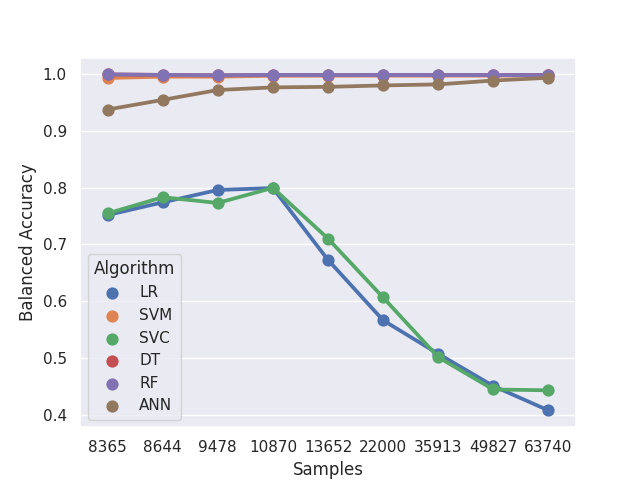 1.0
0.9
0.8
0.7
0.6
0.5
0.4
Balanced Accuracy
Algorithm
LR
SVM
SVC
DT
RF
ANN
8365 8644 9478 10870 13652 22000 35913 49827 63740
Samples